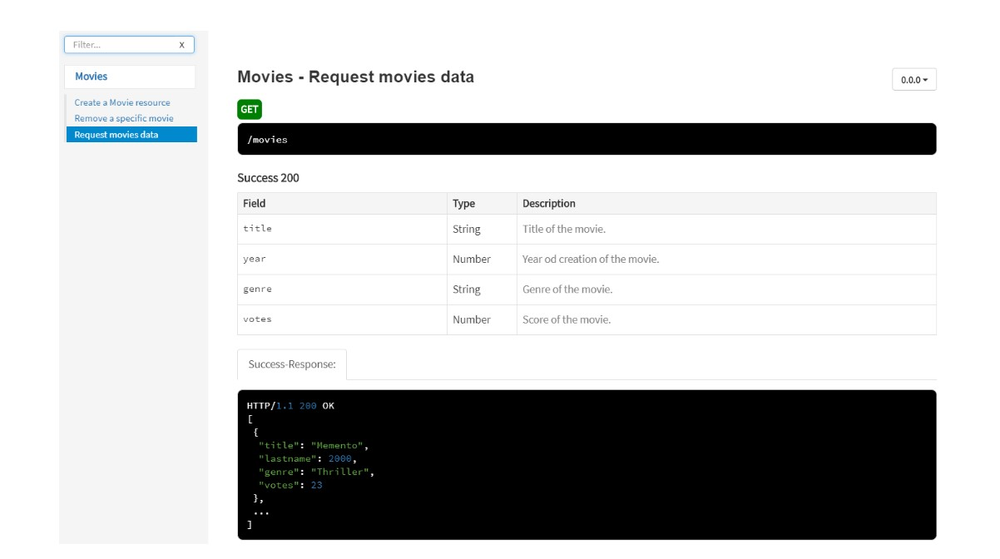 Filter... X
Movies
Create a Movie resource
Remove a specific movie
Request movies data
Movies - Request movies data
0.0.0
GET
/movies
Success 200
Field Type Description
title String Title of the movie.
year Number Year od creation of the movie.
genre String Genre of the movie.
votes Number Score of the movie.
Success-Response:
HTTP/1.1 200 OK
[
{
"title": "Memento",
"lastname": 2000,
"genre": "Thriller",
"votes": 23
},
...
]